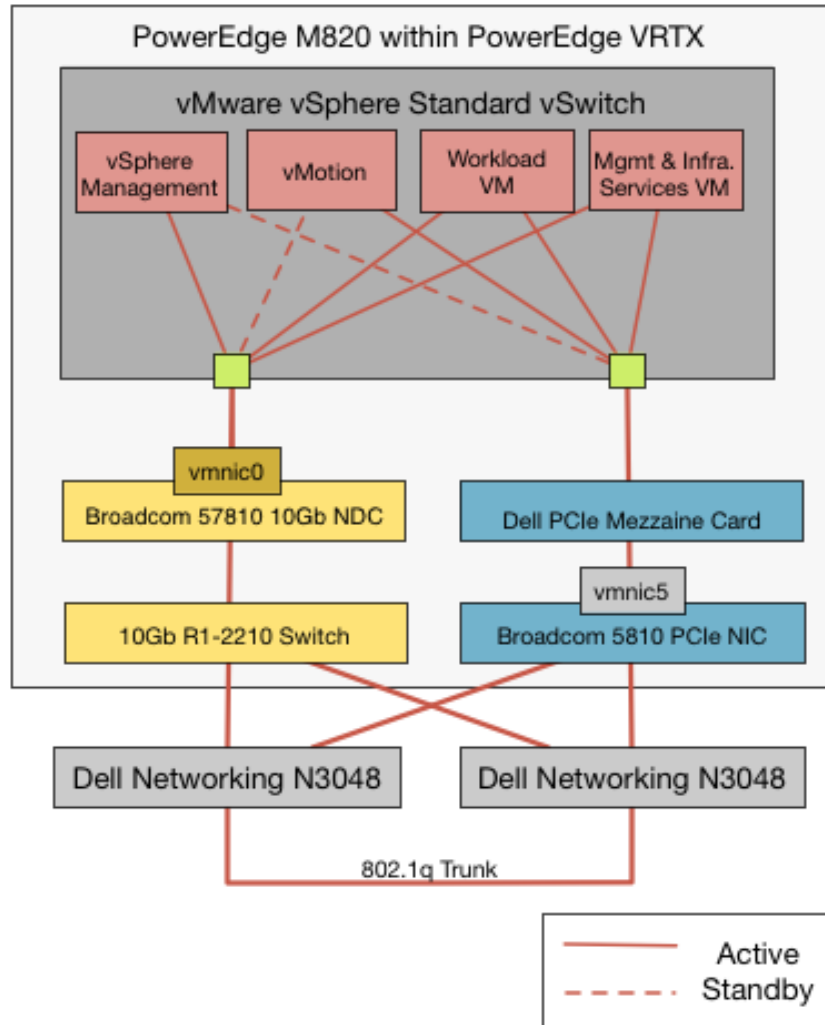 PowerEdge M820 within PowerEdge VRTX
vMware vSphere Standard vSwitch
vSphere
Management
vMotion
Workload
VM
Mgmt & Infra.
Services VM
vmnic0
Broadcom 57810 10Gb NDC
Dell PCIe Mezzaine Card
vmnic5
10Gb R1-2210 Switch
Broadcom 5810 PCIe NIC
Dell Networking N3048
Dell Networking N3048
802.1q Trunk
Active
Standby